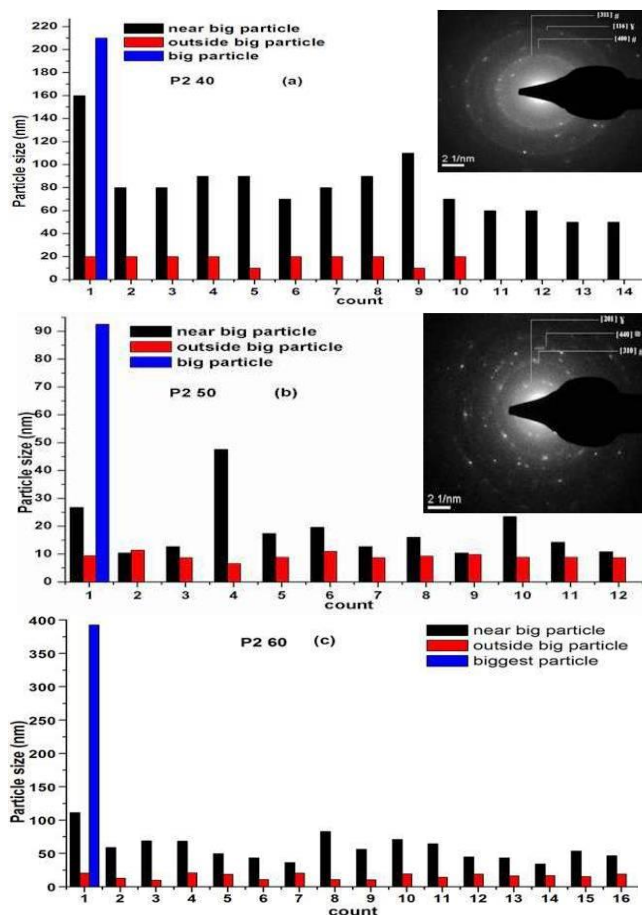 near big particle
outside big particle
big particle
P2 40 (a)
Particle size (nm)
220
200
180
160
140
120
100
80
60
40
20
0
1 2 3 4 5 6 7 8 9 10 11 12 13 14
count
[311] #
[400] #
2 1/nm
near big particle
outside big particle
big particle
P2 50 (b)
Particle size (nm)
90
80
70
60
50
40
30
20
10
0
1 2 3 4 5 6 7 8 9 10 11 12
count
[201] ɣ
[440] @
[310] #
2 1/nm
P2 60 (c)
near big particle
outside big particle
biggest particle
Particle size (nm)
400
350
300
250
200
150
100
50
0
1 2 3 4 5 6 7 8 9 10 11 12 13 14 15 16
count